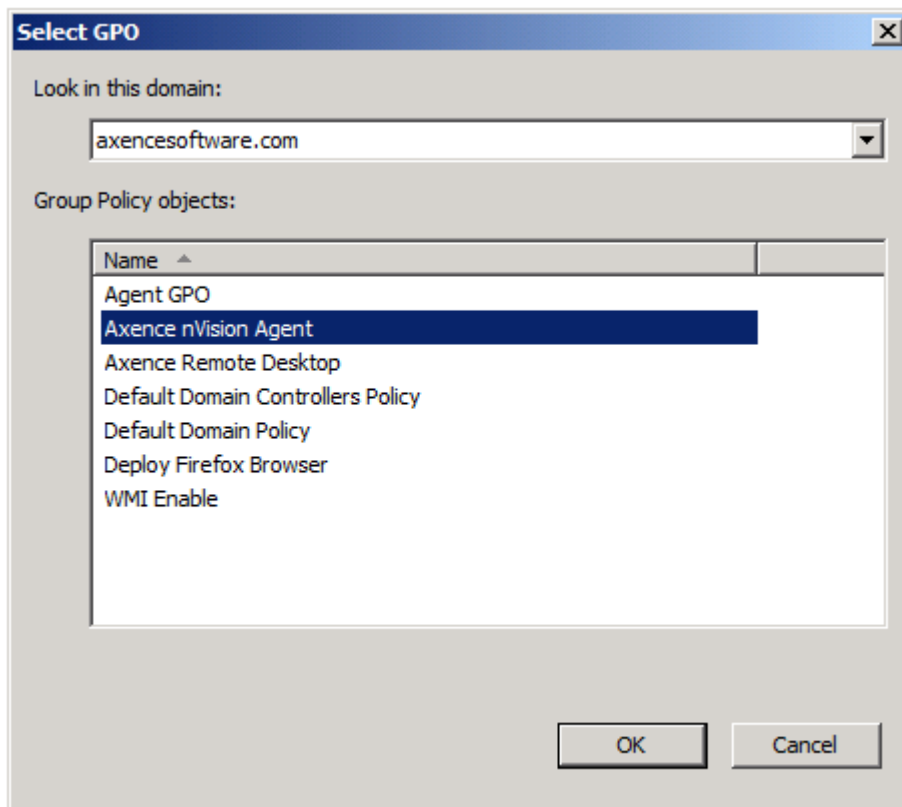 Select GPO
Look in this domain:
axencesoftware.com
Group Policy objects:
Name
Agent GPO
Axence nVision Agent
Axence Remote Desktop
Default Domain Controllers Policy
Default Domain Policy
Deploy Firefox Browser
WMI Enable
OK Cancel